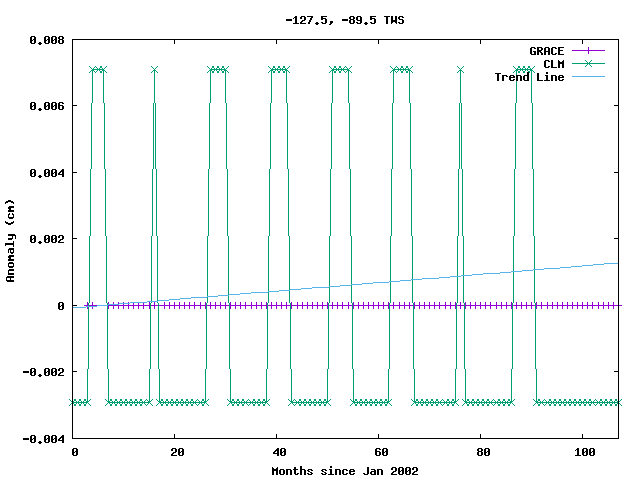 -127.5, -89.5 TWS
GRACE
CLM
Trend Line
0.008
0.006
0.004
0.002
0
-0.002
-0.004
Anomaly (cm)
0 20 40 60 80 100
Months since Jan 2002